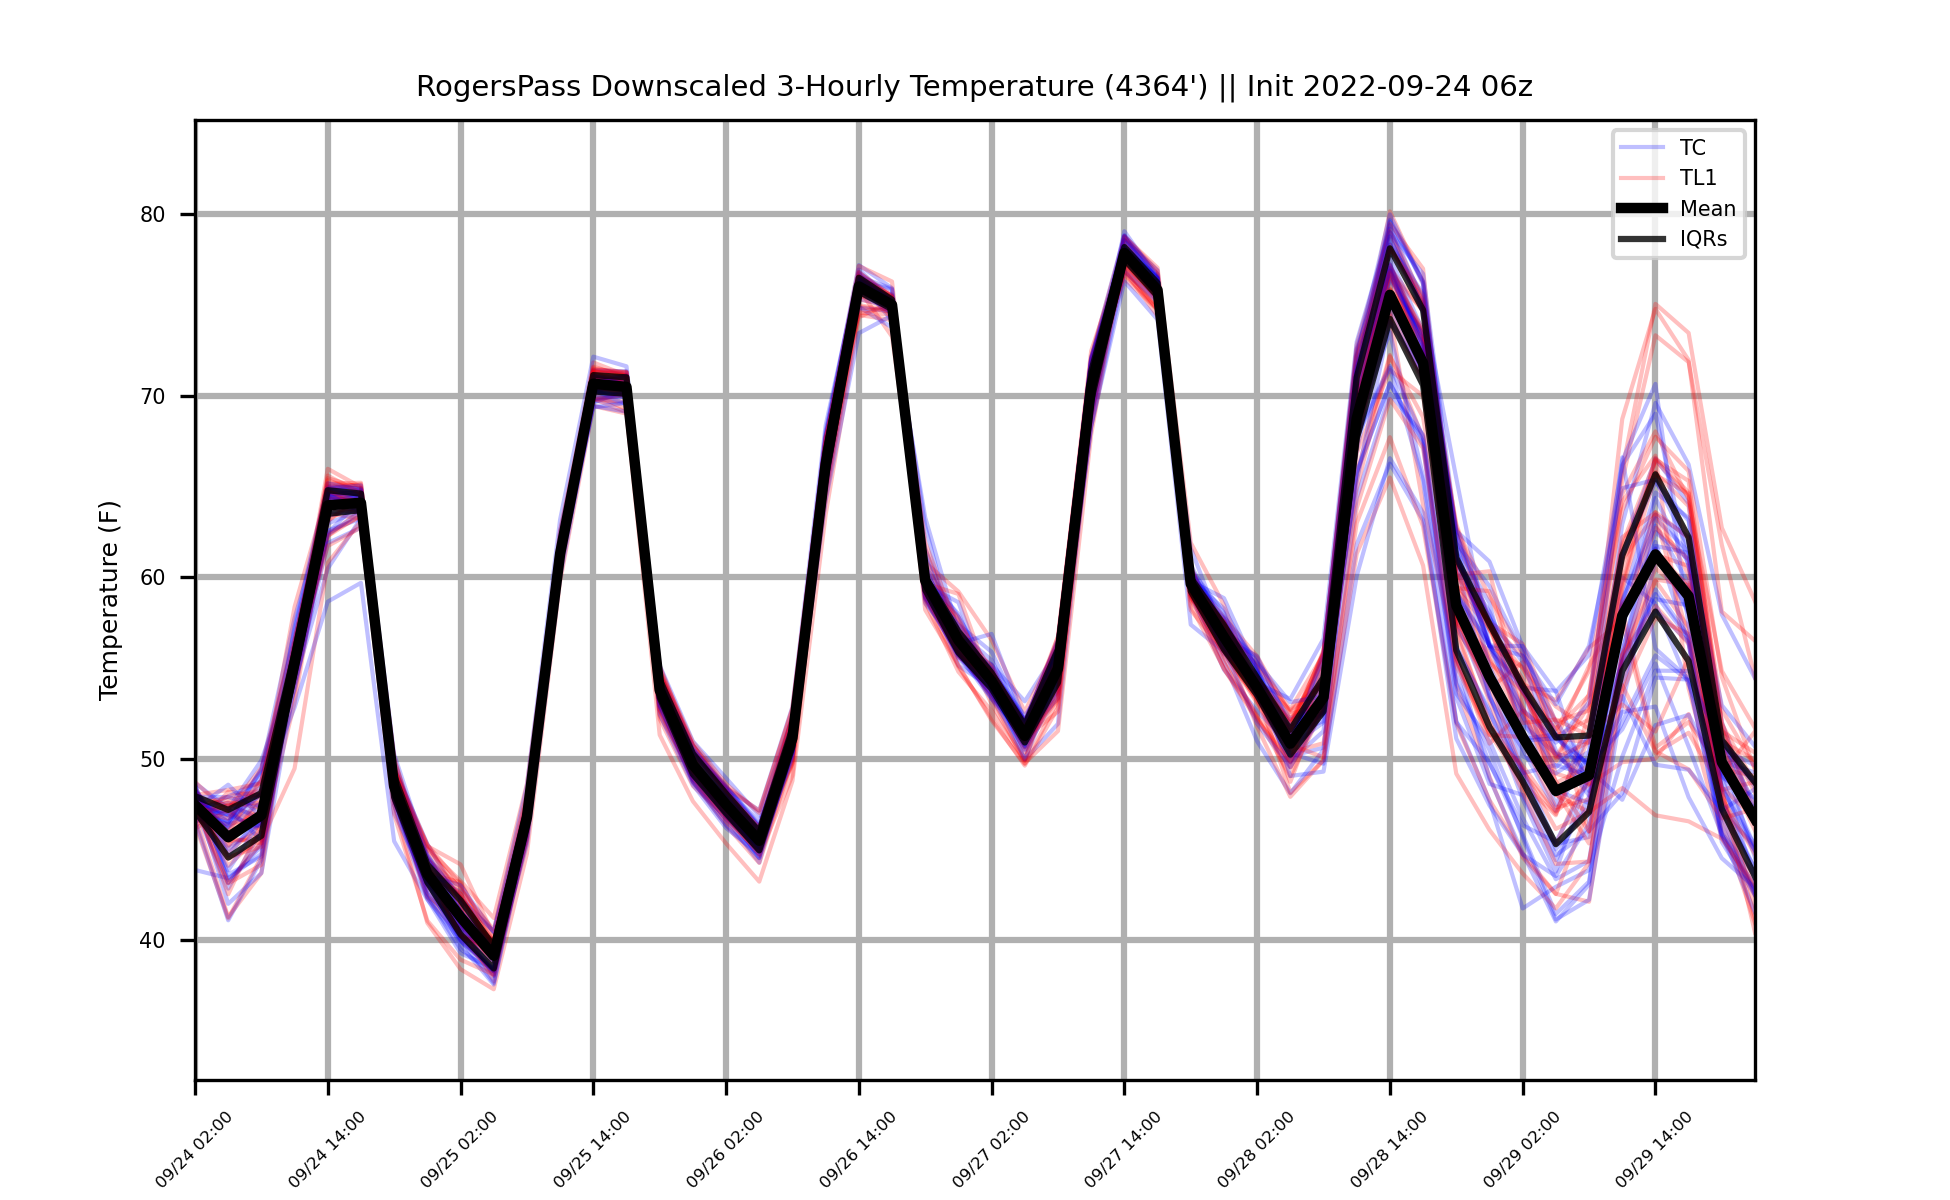 RogersPass Downscaled 3-Hourly Temperature (4364') || Init 2022-09-24 06z
TC
TL1
Mean
IQRs
Temperature (F)
80
70
60
50
40
09/24 02:00
09/24 14:00
09/25 02:00
09/25 14:00
09/26 02:00
09/26 14:00
09/27 02:00
09/27 14:00
09/28 02:00
09/28 14:00
09/29 02:00
09/29 14:00